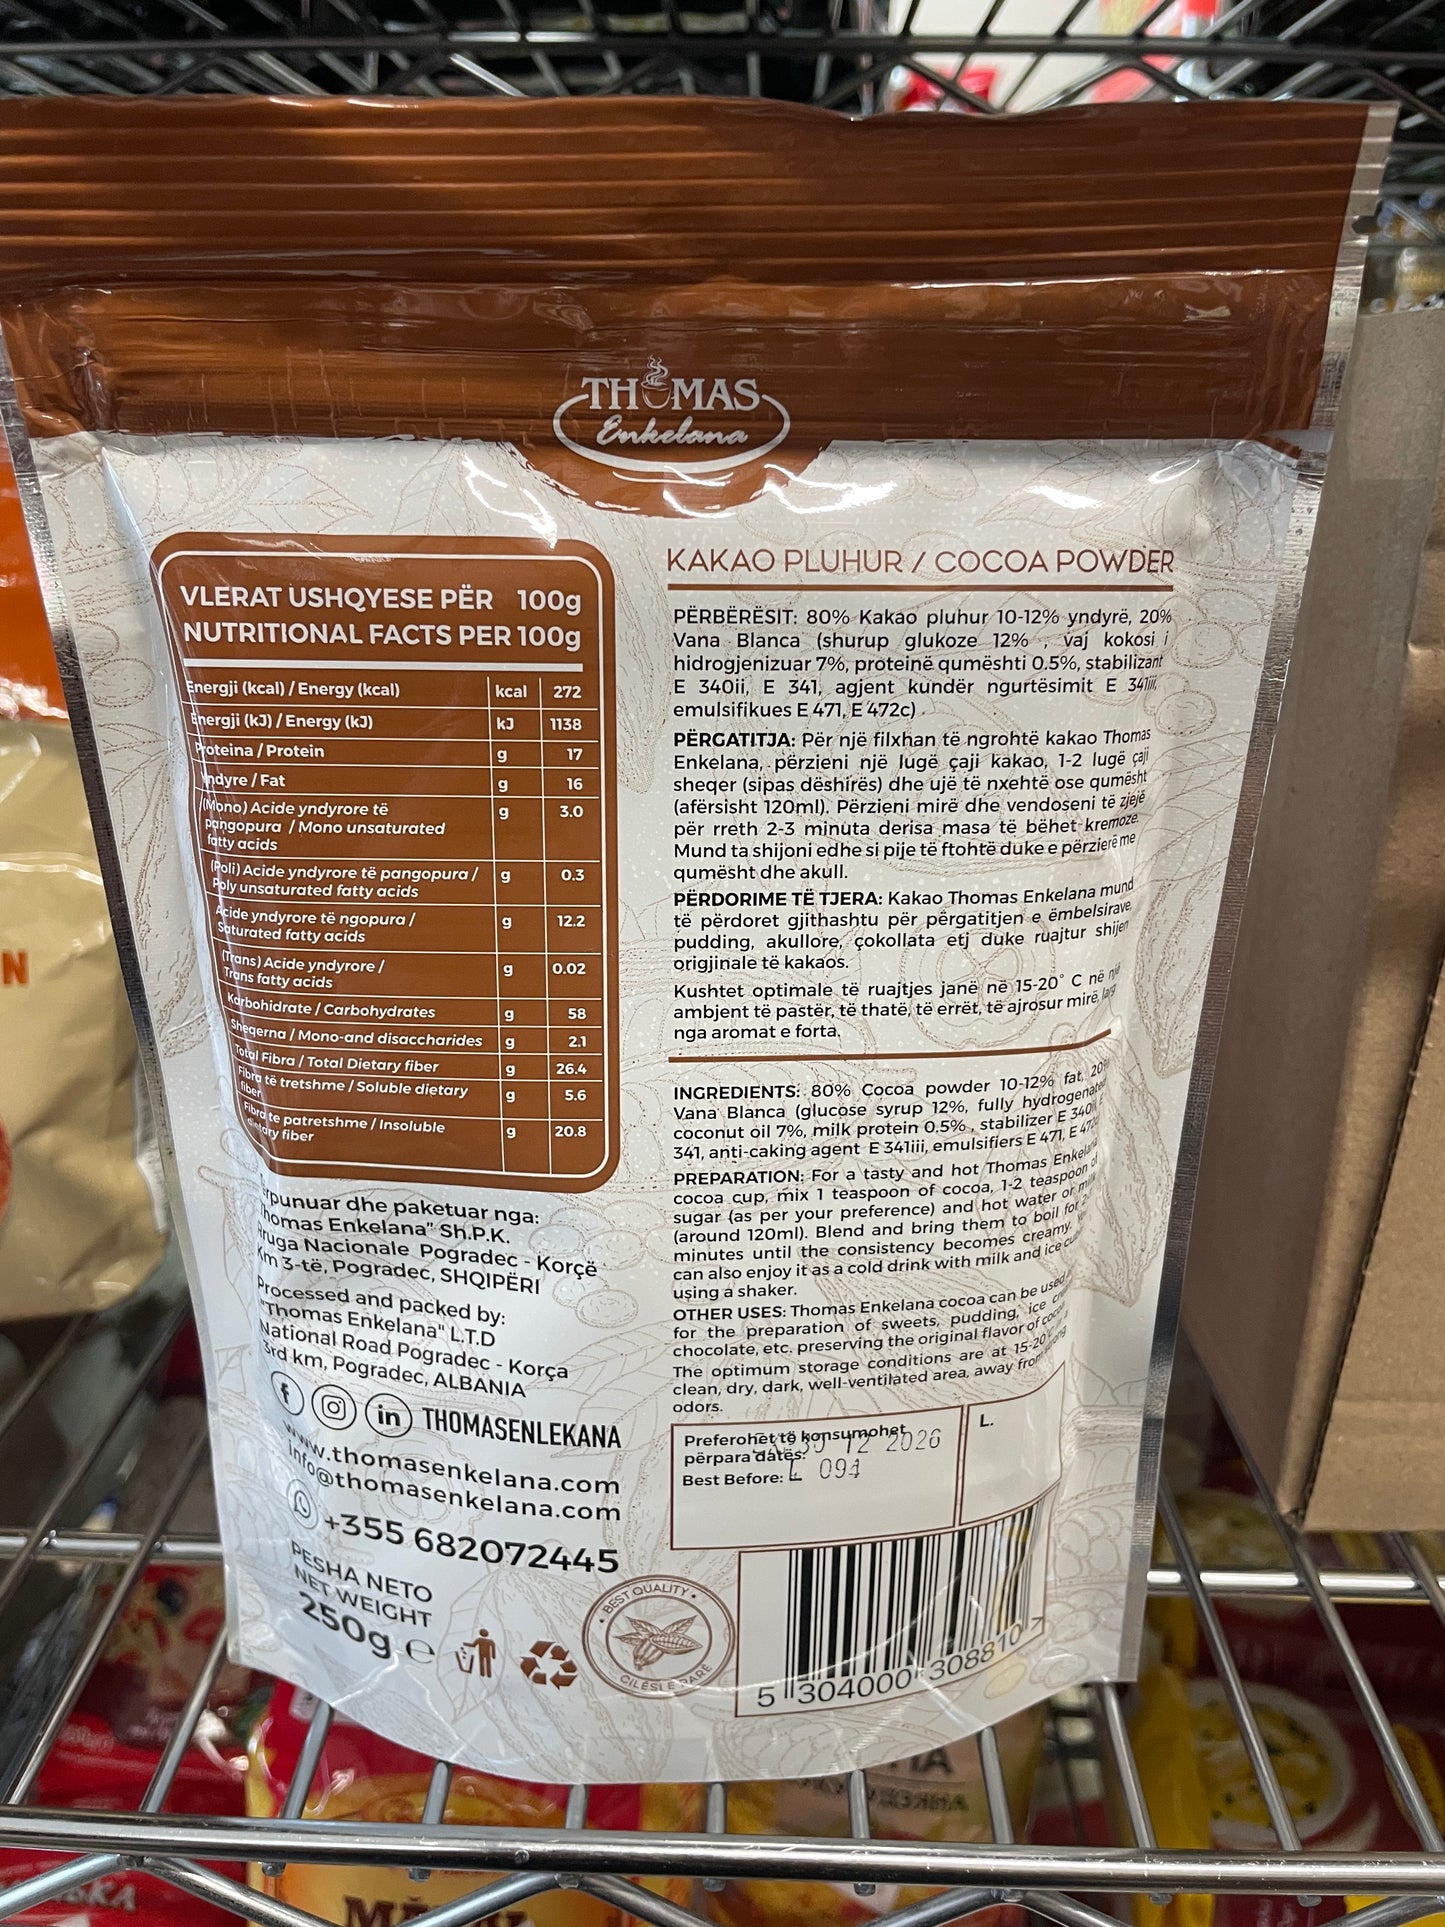 THOMAS
Enkelana
VLERAT USHQYESE PËR 100g
NUTRITIONAL FACTS PER 100g
Energji (kcal) / Energy (kcal) kcal 272
Energji (kJ) / Energy (kJ) kJ 1138
Proteina / Protein g 17
Yndyre / Fat g 16
(Mono) Acide yndyrore të
pangopura / Mono unsaturated
fatty acids g 3.0
(Poli) Acide yndyrore të pangopura /
Poly unsaturated fatty acids g 0.3
Acide yndyrore të ngopura /
Saturated fatty acids g 12.2
(Trans) Acide yndyrore /
Trans fatty acids g 0.02
Karbohidrate / Carbohydrates g 58
Sheqerna / Mono-and disaccharides g 2.1
Total Fibra / Total Dietary fiber g 26.4
Fibra të tretshme / Soluble dietary
fiber g 5.6
Fibra te patretshme / Insoluble
dietary fiber g 20.8
KAKAO PLUHUR / COCOA POWDER
PËRBËRËSIT: 80% Kakao pluhur 10-12% yndyrë, 20%
Vana Blanca (shurup glukoze 12% , vaj kokosi i
hidrogjenizuar 7%, proteinë qumështi 0.5%, stabilizant
E 340ii, E 341, agjent kundër ngurtësimit E 341iii,
emulsifikues E 471, E 472c)
PËRGATITJA: Për një filxhan të ngrohtë kakao Thomas
Enkelana, përzieni një lugë çaji kakao, 1-2 lugë çaji
sheqer (sipas dëshirës) dhe ujë të nxehtë ose qumësht
(afërsisht 120ml). Përzieni mirë dhe vendoseni të zjejë
për rreth 2-3 minuta derisa masa të bëhet kremoze.
Mund ta shijoni edhe si pije të ftohtë duke e përzierë me
qumësht dhe akull.
PËRDORIME TË TJERA: Kakao Thomas Enkelana mund
të përdoret gjithashtu për përgatitjen e ëmbelsirave,
pudding, akullore, çokollata etj duke ruajtur shijen
origjinale të kakaos.
Kushtet optimale të ruajtjes janë në 15-20° C në një
ambjent të pastër, të thatë, të errët, të ajrosur mirë, larg
nga aromat e forta.
INGREDIENTS: 80% Cocoa powder 10-12% fat, 20%
Vana Blanca (glucose syrup 12%, fully hydrogenated
coconut oil 7%, milk protein 0.5% , stabilizer E 340ii,
341, anti-caking agent E 341iii, emulsifiers E 471, E
PREPARATION: For a tasty and hot Thomas Enkelana
cocoa cup, mix 1 teaspoon of cocoa, 1-2 teaspoon of
sugar (as per your preference) and hot water or milk
(around 120ml). Blend and bring them to boil for
minutes until the consistency becomes creamy.
can also enjoy it as a cold drink with milk and ice
using a shaker.
OTHER USES: Thomas Enkelana cocoa can be used
for the preparation of sweets, pudding, ice
chocolate, etc. preserving the original flavor of
The optimum storage conditions are at 15-20
clean, dry, dark, well-ventilated area, away from
odors.
Preferohet të konsumohet
përpara datës: 30 12 2026
Best Before: L 094
L.
5 304000 308810 7
Thomas Enkelana" Sh.P.K.
Rruga Nacionale Pogradec - Korçë
Km 3-të, Pogradec, SHQIPËRI
Processed and packed by:
"Thomas Enkelana" L.T.D
National Road Pogradec - Korça
3rd km, Pogradec, ALBANIA
f in THOMASENLEKANA
www.thomasenkelana.com
info@thomasenkelana.com
+355 682072445
PESHA NETO
NET WEIGHT
250g e
BEST QUALITY
CILËSI E PARË
N